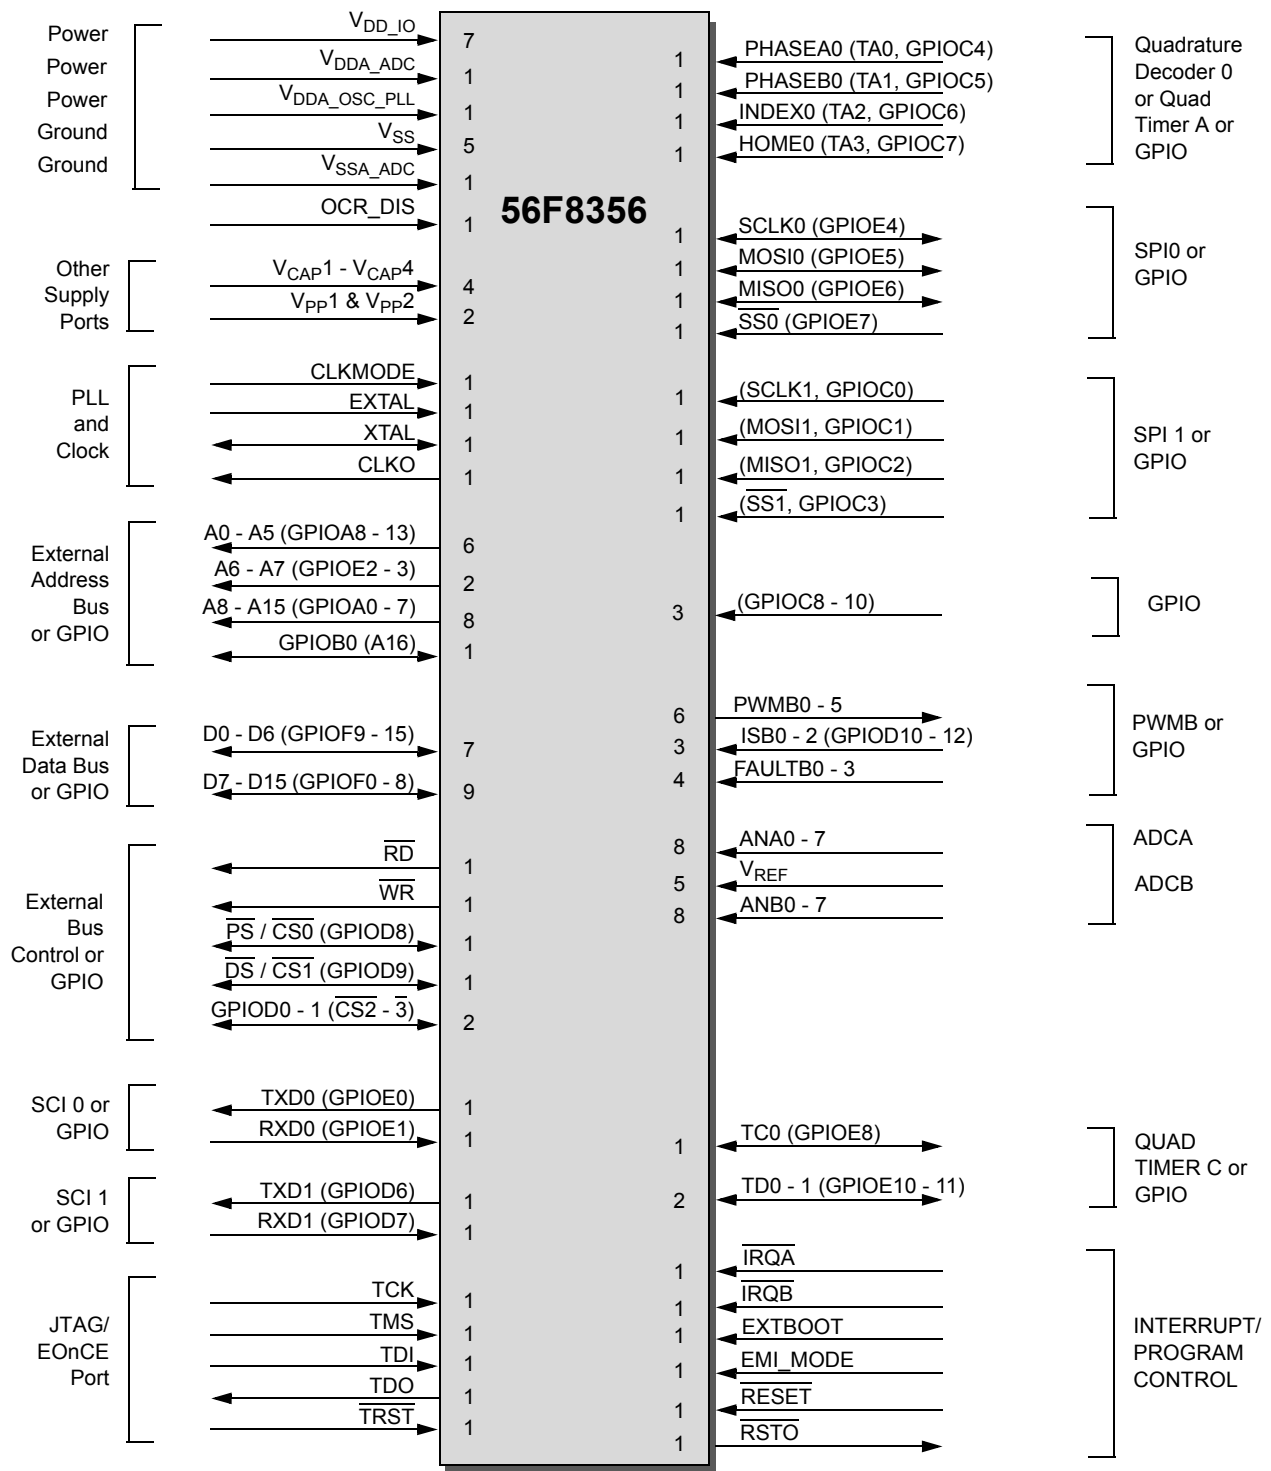 Power
Power
Power
Ground
Ground
VDD_IO
7
VDDA_ADC
1
VDDA_OSC_PLL
1
VSS
5
VSSA_ADC
1
OCR_DIS
1
Other
Supply
Ports
VCAP1 - VCAP4
4
VPP1 & VPP2
2
PLL
and
Clock
CLKMODE
1
EXTAL
1
XTAL
1
CLKO
1
External
Address
Bus
or GPIO
A0 - A5 (GPIOA8 - 13)
6
A6 - A7 (GPIOE2 - 3)
2
A8 - A15 (GPIOA0 - 7)
8
GPIOB0 (A16)
1
External
Data Bus
or GPIO
D0 - D6 (GPIOF9 - 15)
7
D7 - D15 (GPIOF0 - 8)
9
External
Bus
Control or
GPIO
RD
1
WR
1
PS / CS0 (GPIOD8)
1
DS / CS1 (GPIOD9)
1
GPIOD0 - 1 (CS2 - 3)
2
SCI 0 or
GPIO
TXD0 (GPIOE0)
1
RXD0 (GPIOE1)
1
SCI 1
or GPIO
TXD1 (GPIOD6)
1
RXD1 (GPIOD7)
1
JTAG/
EOnCE
Port
TCK
1
TMS
1
TDI
1
TDO
1
TRST
1
56F8356
1
PHASEA0 (TA0, GPIOC4)
1
PHASEB0 (TA1, GPIOC5)
1
INDEX0 (TA2, GPIOC6)
1
HOME0 (TA3, GPIOC7)
Quadrature
Decoder 0
or Quad
Timer A or
GPIO
1
SCLK0 (GPIOE4)
1
MOSI0 (GPIOE5)
1
MISO0 (GPIOE6)
1
SS0 (GPIOE7)
SPI0 or
GPIO
1
(SCLK1, GPIOC0)
1
(MOSI1, GPIOC1)
1
(MISO1, GPIOC2)
1
(SS1, GPIOC3)
SPI 1 or
GPIO
3
(GPIOC8 - 10)
GPIO
6
PWMB0 - 5
3
ISB0 - 2 (GPIOD10 - 12)
4
FAULTB0 - 3
PWMB or
GPIO
8
ANA0 - 7
5
VREF
8
ANB0 - 7
ADCA
ADCB
1
TC0 (GPIOE8)
2
TD0 - 1 (GPIOE10 - 11)
QUAD
TIMER C or
GPIO
1
IRQA
1
IRQB
1
EXTBOOT
1
EMI_MODE
1
RESET
1
RSTO
INTERRUPT/
PROGRAM
CONTROL